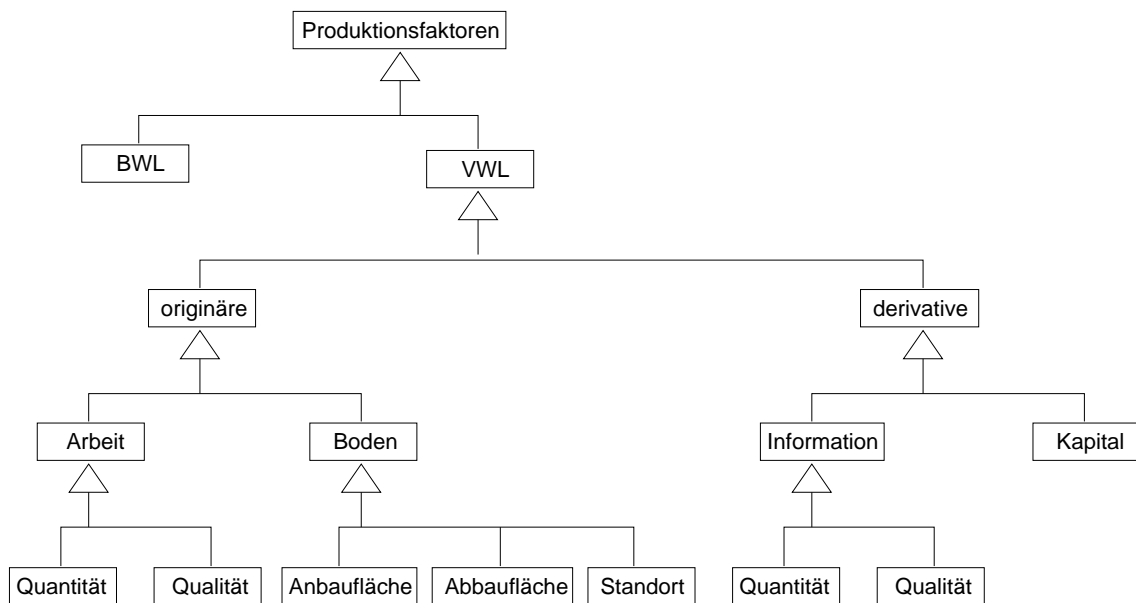 Produktionsfaktoren
BWL
VWL
originäre
derivative
Arbeit
Boden
Information
Kapital
Quantität
Qualität
Anbaufläche
Abbaufläche
Standort
Quantität
Qualität